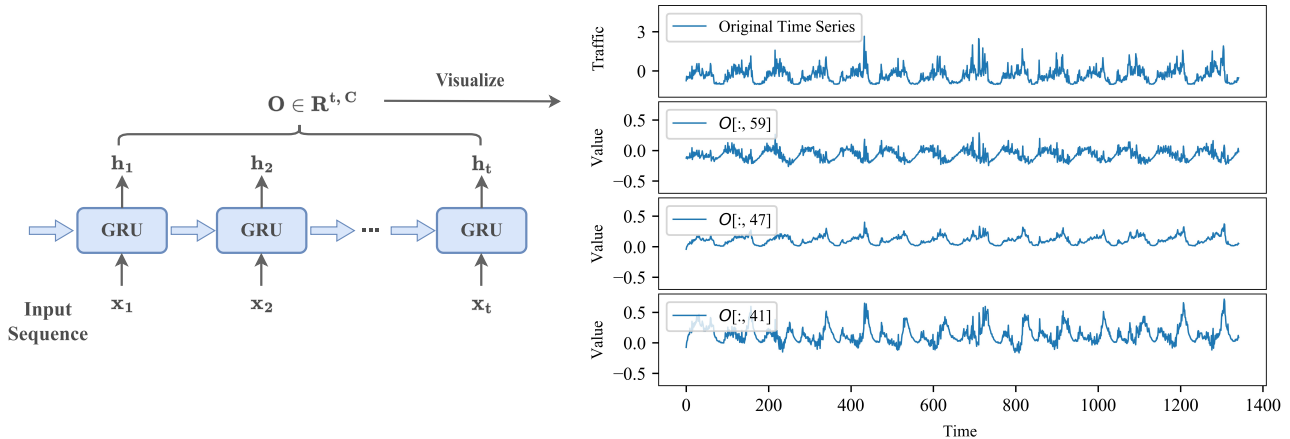 Visualize
O ∈ R^{t, C}
h_1 h_2 h_t
GRU GRU ... GRU
x_1 x_2 x_t
Input
Sequence
Original Time Series
Traffic
3
0
O[:, 59]
Value
0.5
0.0
−0.5
O[:, 47]
Value
0.5
0.0
−0.5
O[:, 41]
Value
0.5
0.0
−0.5
0 200 400 600 800 1000 1200 1400
Time